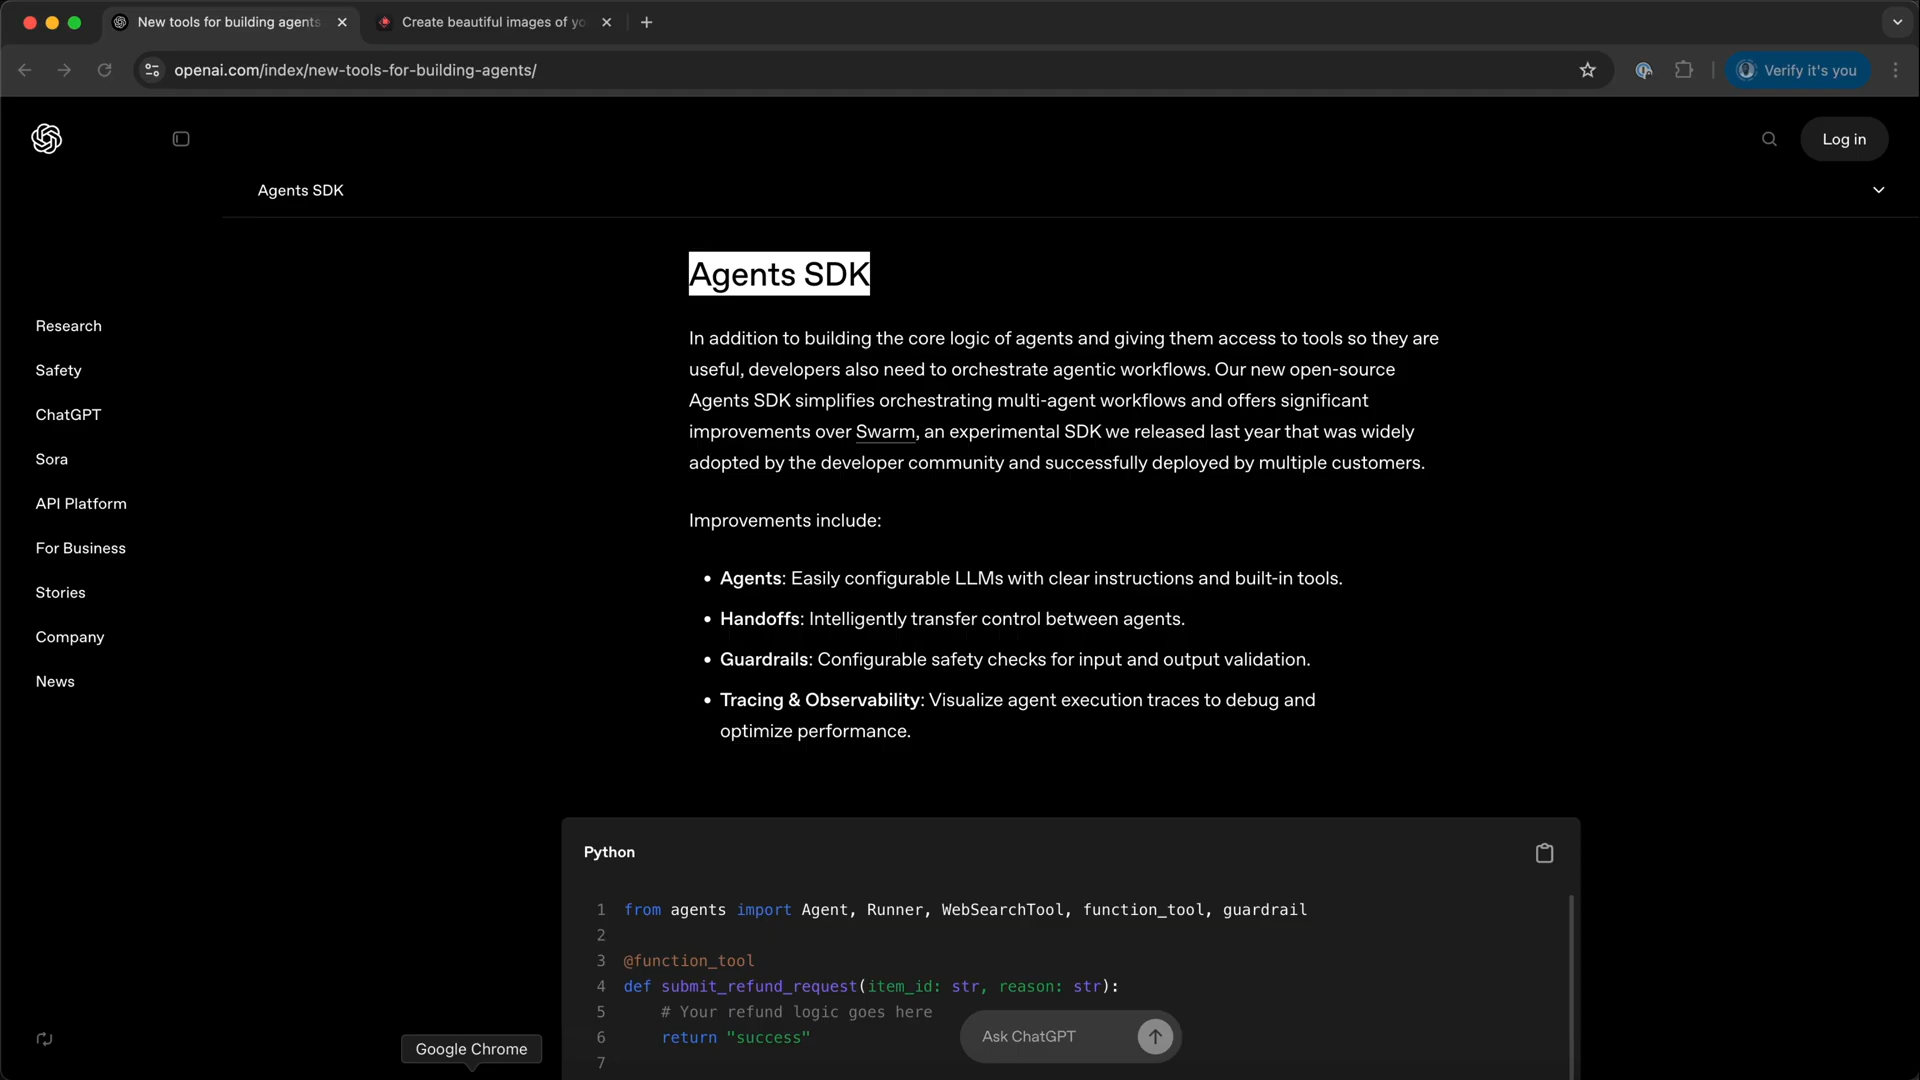 New tools for building agents
Create beautiful images of yo
openai.com/index/new-tools-for-building-agents/
Verify it's you
Log in
Agents SDK
Agents SDK
In addition to building the core logic of agents and giving them access to tools so they are
useful, developers also need to orchestrate agentic workflows. Our new open-source
Agents SDK simplifies orchestrating multi-agent workflows and offers significant
improvements over Swarm, an experimental SDK we released last year that was widely
adopted by the developer community and successfully deployed by multiple customers.
Improvements include:
• Agents: Easily configurable LLMs with clear instructions and built-in tools.
• Handoffs: Intelligently transfer control between agents.
• Guardrails: Configurable safety checks for input and output validation.
• Tracing & Observability: Visualize agent execution traces to debug and
optimize performance.
Research
Safety
ChatGPT
Sora
API Platform
For Business
Stories
Company
News
Python
1 from agents import Agent, Runner, WebSearchTool, function_tool, guardrail
2
3 @function_tool
4 def submit_refund_request(item_id: str, reason: str):
5     # Your refund logic goes here
6     return "success"
7
Ask ChatGPT
Google Chrome